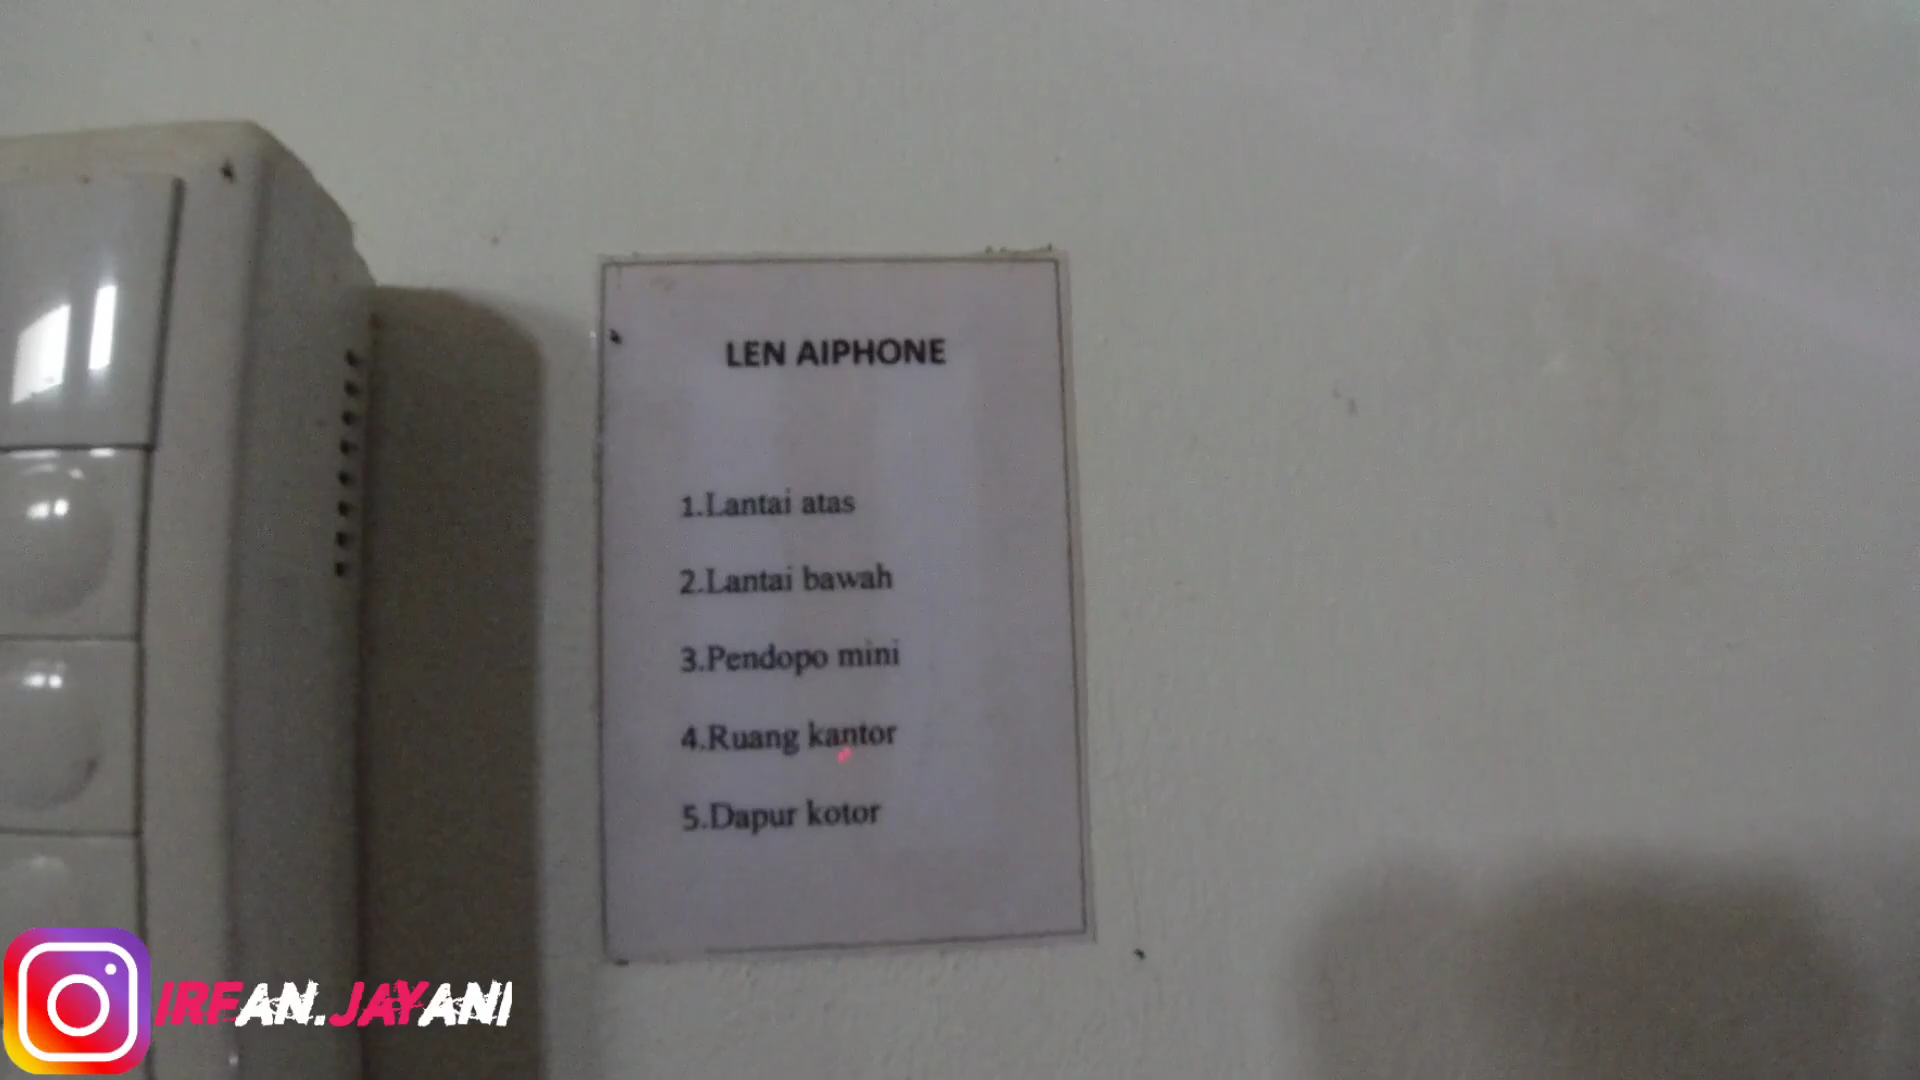 LEN AIPHONE
1.Lantai atas
2.Lantai bawah
3.Pendopo mini
4.Ruang kantor
5.Dapur kotor
IRFAN.JAYANI